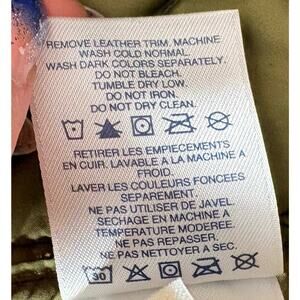 REMOVE LEATHER TRIM. MACHINE
WASH COLD NORMAL.
WASH DARK COLORS SEPARATELY.
DO NOT BLEACH.
TUMBLE DRY LOW.
DO NOT IRON.
DO NOT DRY CLEAN.
RETIRER LES EMPIECEMENTS
EN CUIR. LAVABLE A LA MACHINE A
FROID.
LAVER LES COULEURS FONCEES
SEPAREMENT.
NE PAS UTILISER DE JAVEL
SECHAGE EN MACHINE A
TEMPERATURE MODEREE.
NE PAS REPASSER.
NE PAS NETTOYER A SEC.
30